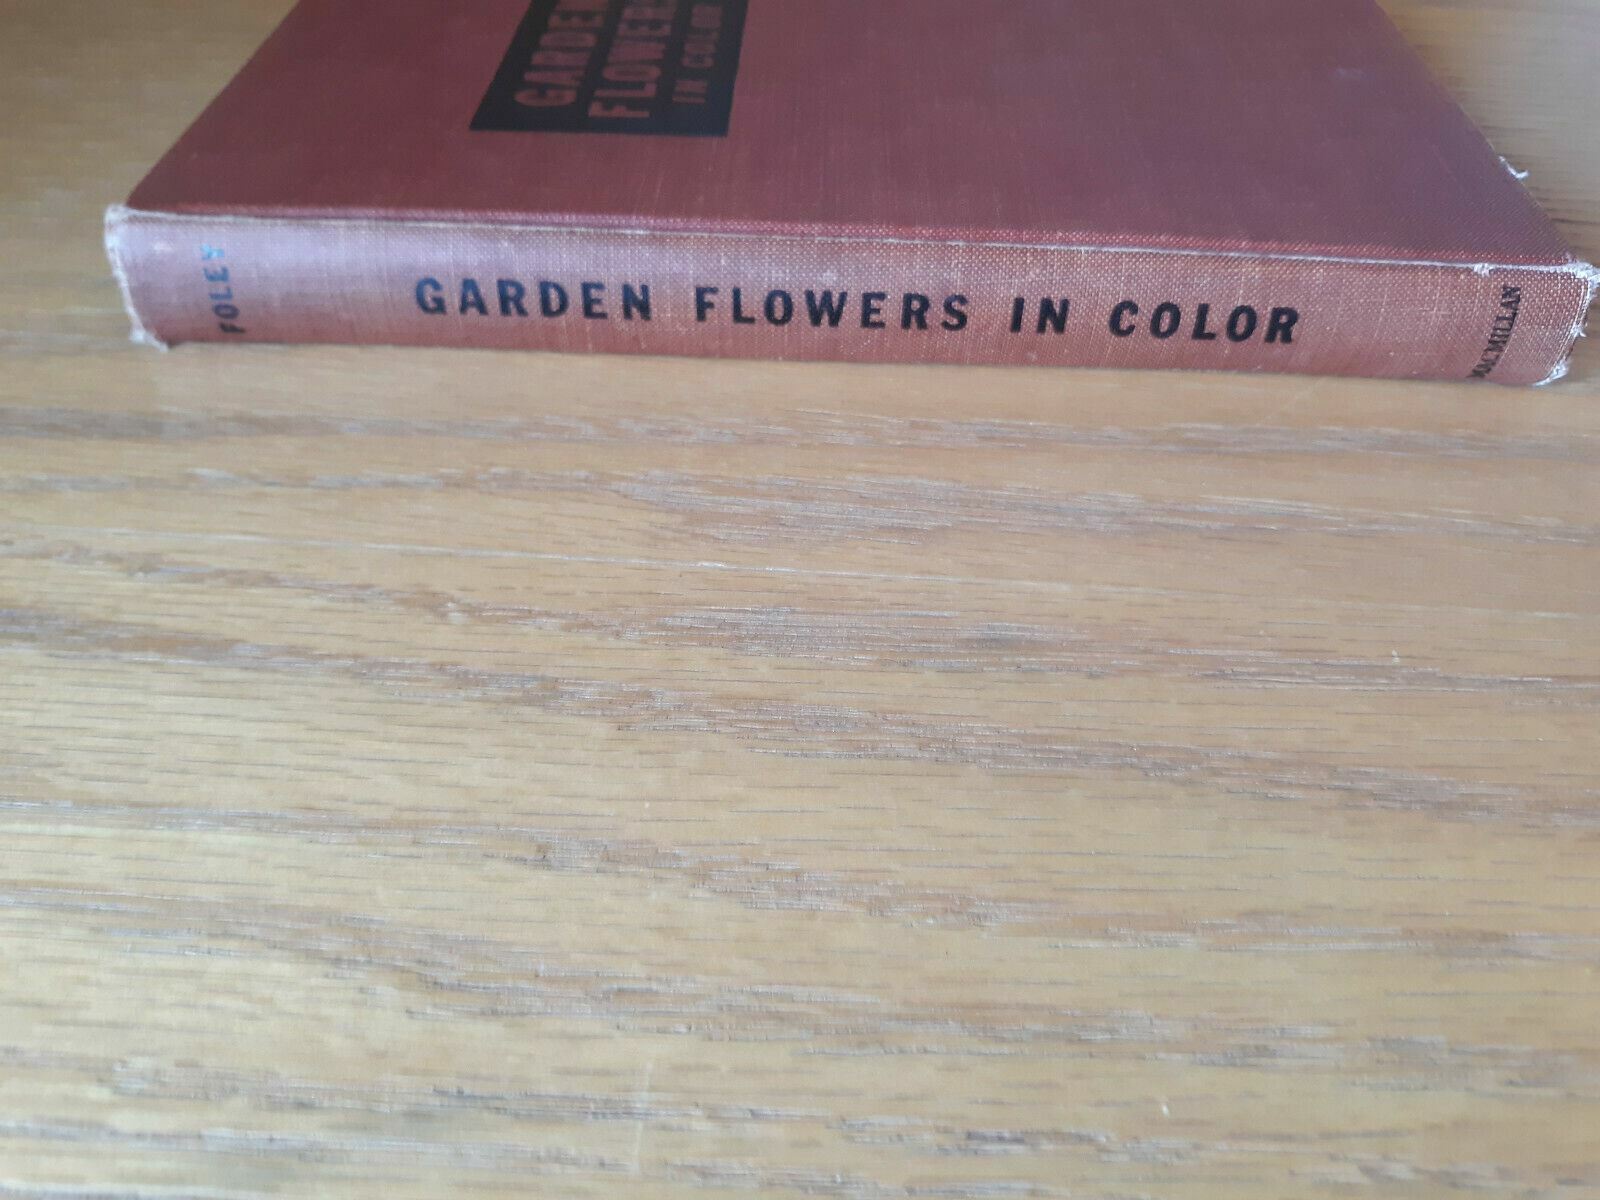 GARDEN
FLOWERS
IN COLOR
FOLEY
GARDEN FLOWERS IN COLOR
MACMILLAN